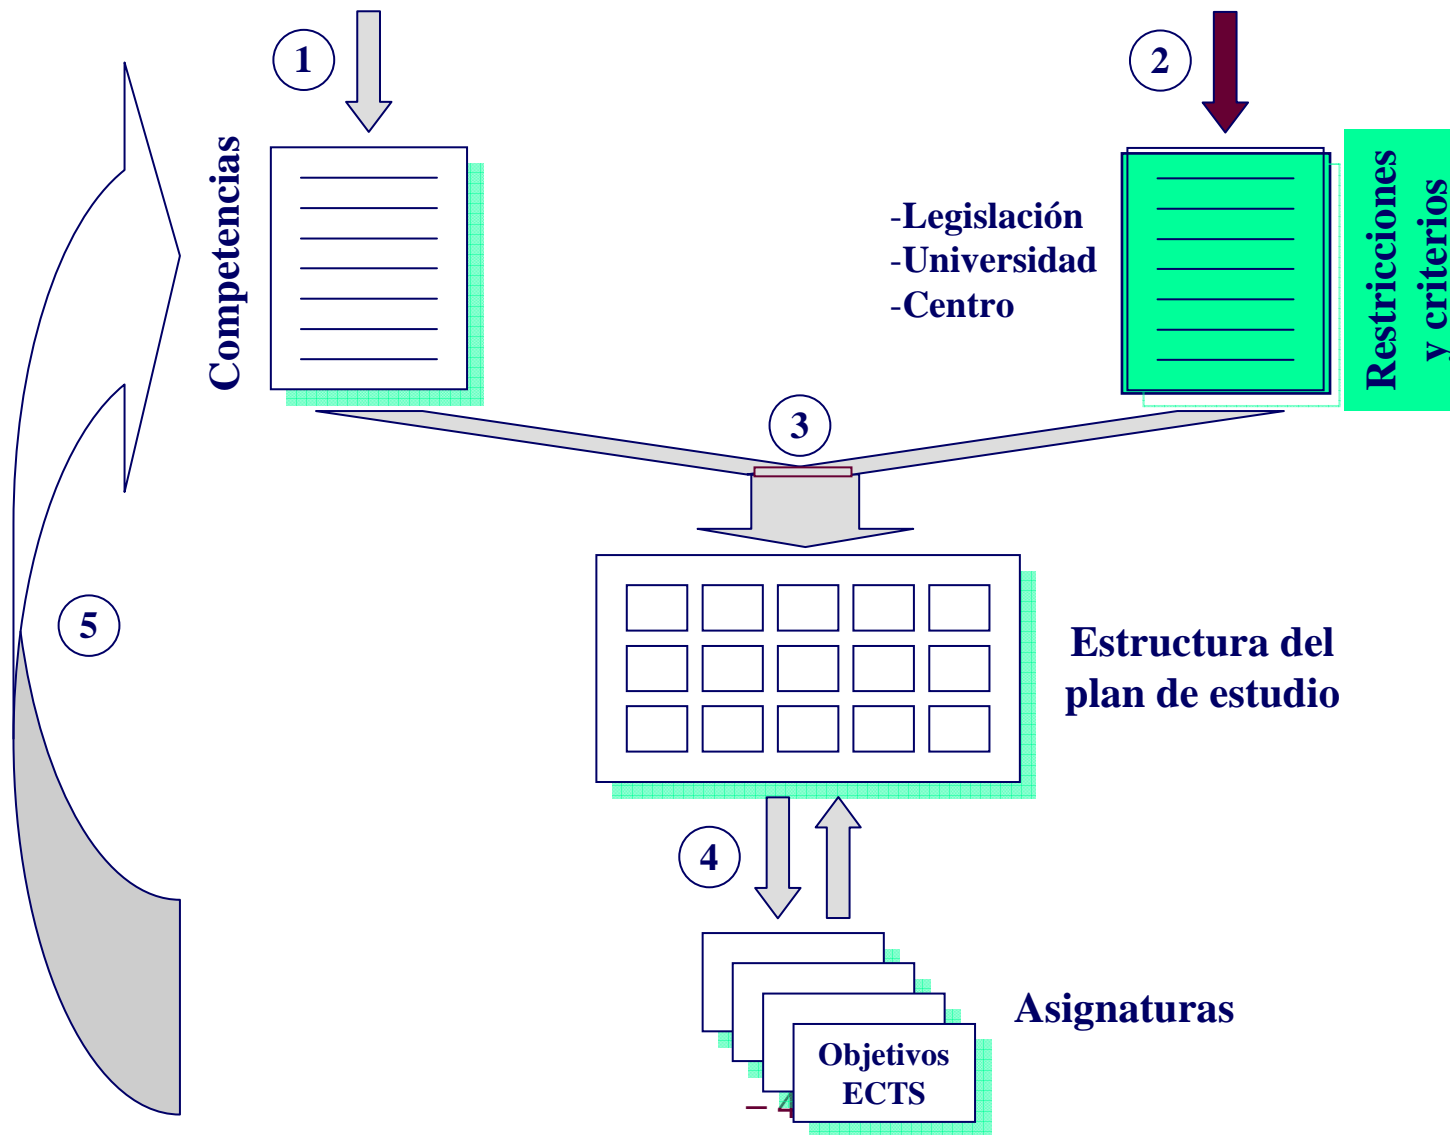 1
2
Competencias
-Legislación
-Universidad
-Centro
Restricciones
y criterios
3
5
Estructura del
plan de estudio
4
Asignaturas
Objetivos
ECTS
– 4